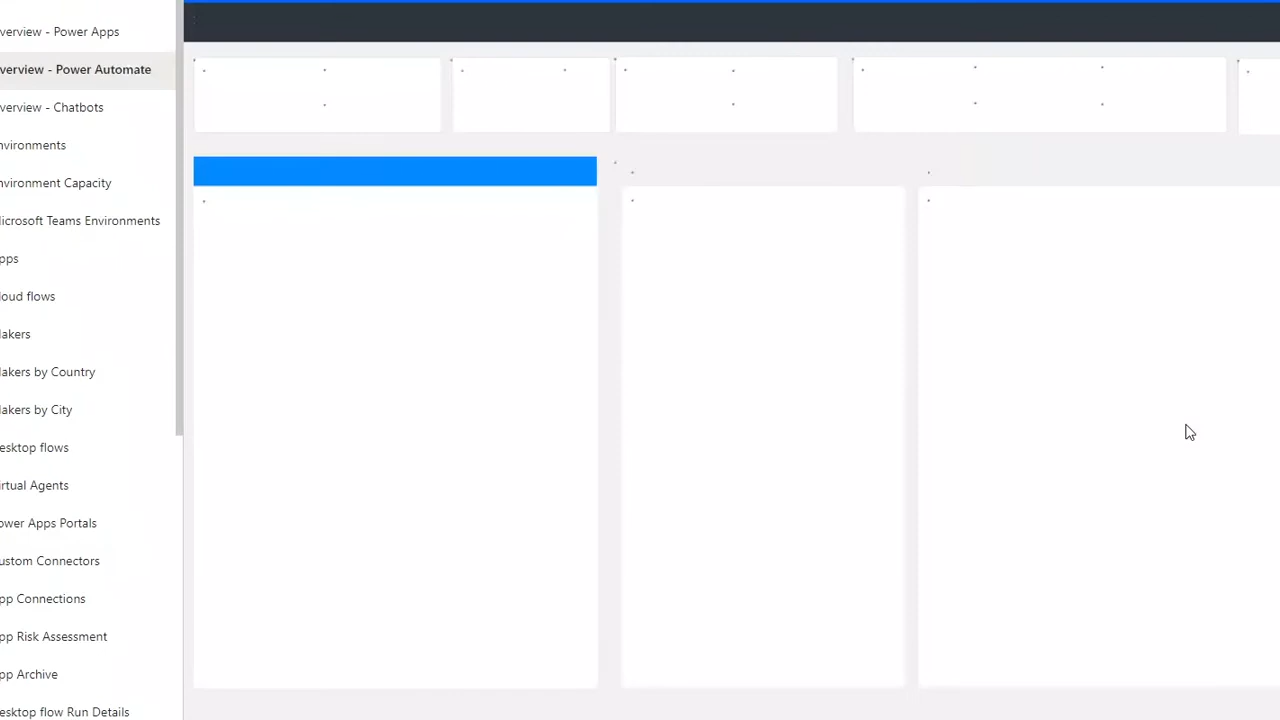 verview - Power Apps
verview - Power Automate
verview - Chatbots
nvironments
nvironment Capacity
licrosoft Teams Environments
pps
loud flows
lakers
lakers by Country
lakers by City
esktop flows
irtual Agents
ower Apps Portals
ustom Connectors
pp Connections
pp Risk Assessment
pp Archive
esktop flow Run Details